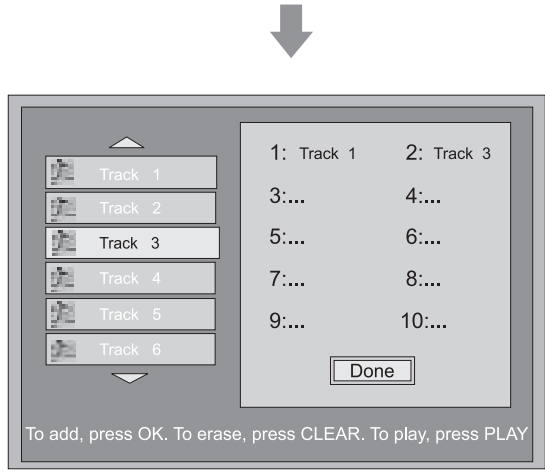 Track 1
Track 2
Track 3
Track 4
Track 5
Track 6
1: Track 1 2: Track 3
3:... 4:...
5:... 6:...
7:... 8:...
9:... 10:...
Done
To add, press OK. To erase, press CLEAR. To play, press PLAY